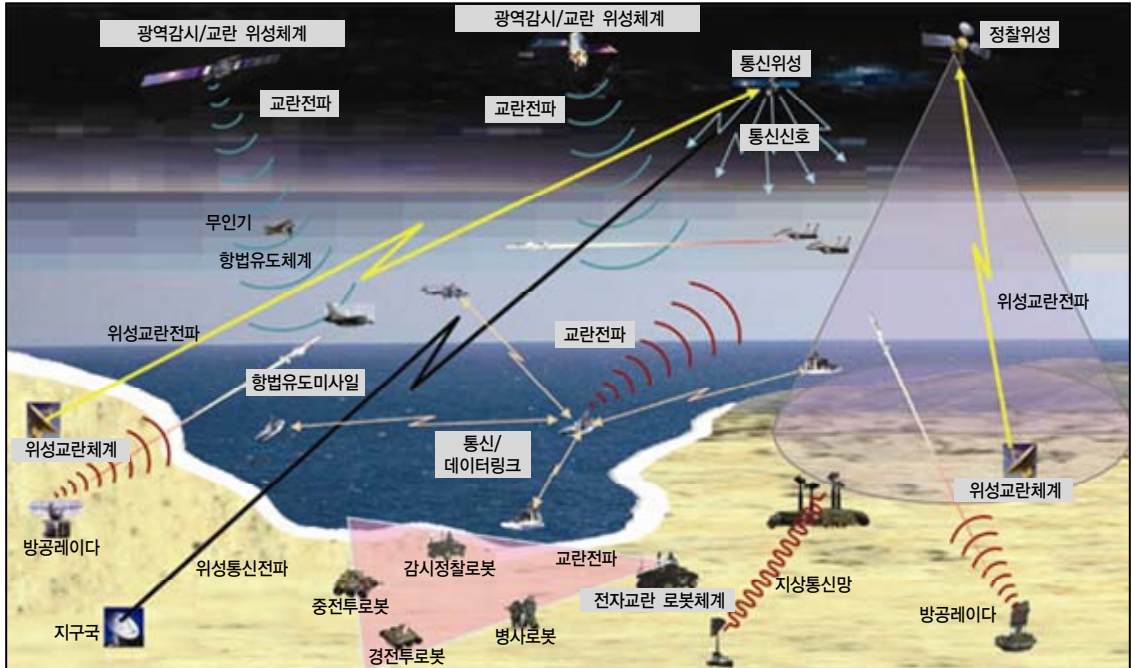 광역감시/교란 위성체계
광역감시/교란 위성체계
정찰위성
통신위성
교란전파
교란전파
통신신호
무인기
항법유도체계
위성교란전파
위성교란전파
교란전파
항법유도미사일
위성교란체계
통신/
데이터링크
위성교란체계
방공레이다
위성통신전파
감시정찰로봇
교란전파
지상통신망
중전투로봇
전자교란 로봇체계
방공레이다
지구국
병사로봇
경전투로봇